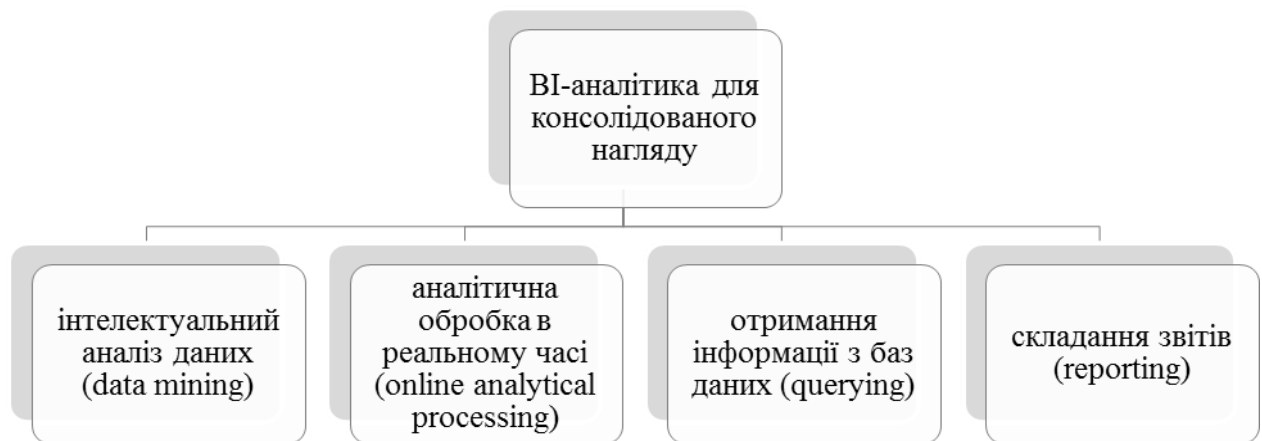 ВІ-аналітика для
консолідованого
нагляду
інтелектуальний
аналіз даних
(data mining)
аналітична
обробка в
реальному часі
(online analytical
processing)
отримання
інформації з баз
даних (querying)
складання звітів
(reporting)